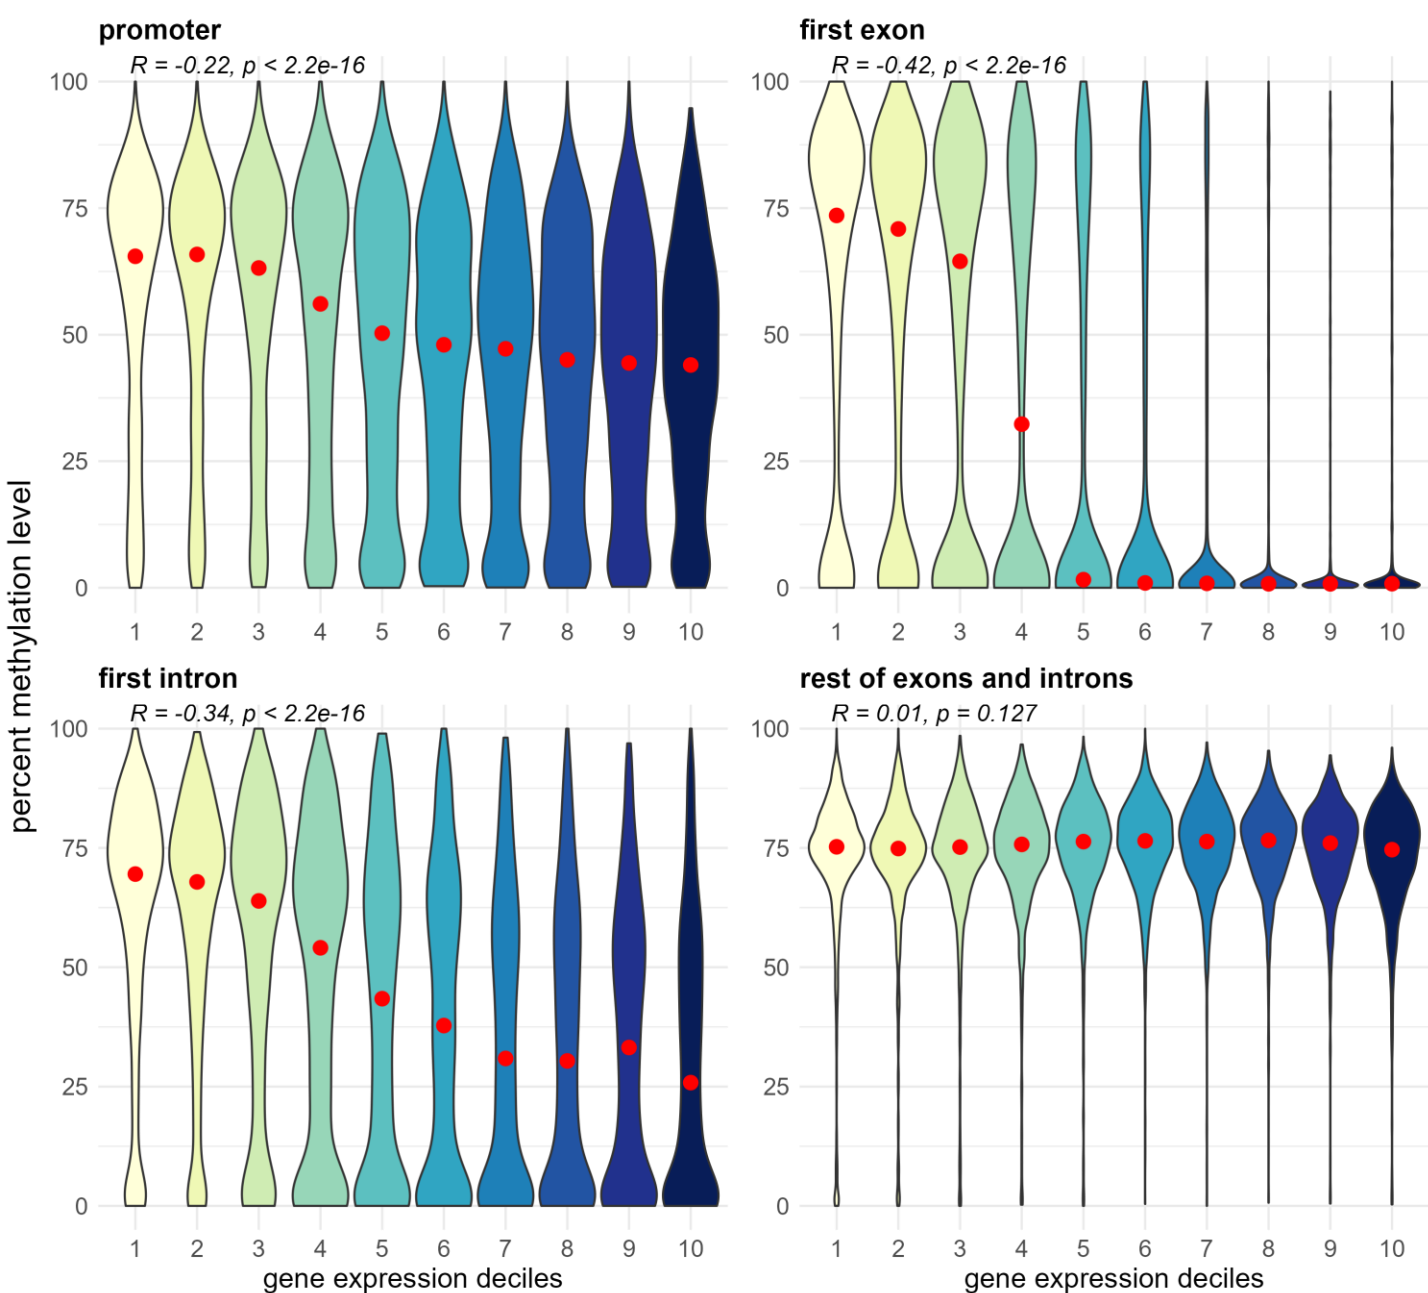 promoter
R = -0.22, p < 2.2e-16
100
75
50
25
0
1 2 3 4 5 6 7 8 9 10
first exon
R = -0.42, p < 2.2e-16
100
75
50
25
0
1 2 3 4 5 6 7 8 9 10
percent methylation level
first intron
R = -0.34, p < 2.2e-16
100
75
50
25
0
1 2 3 4 5 6 7 8 9 10
gene expression deciles
rest of exons and introns
R = 0.01, p = 0.127
100
75
50
25
0
1 2 3 4 5 6 7 8 9 10
gene expression deciles